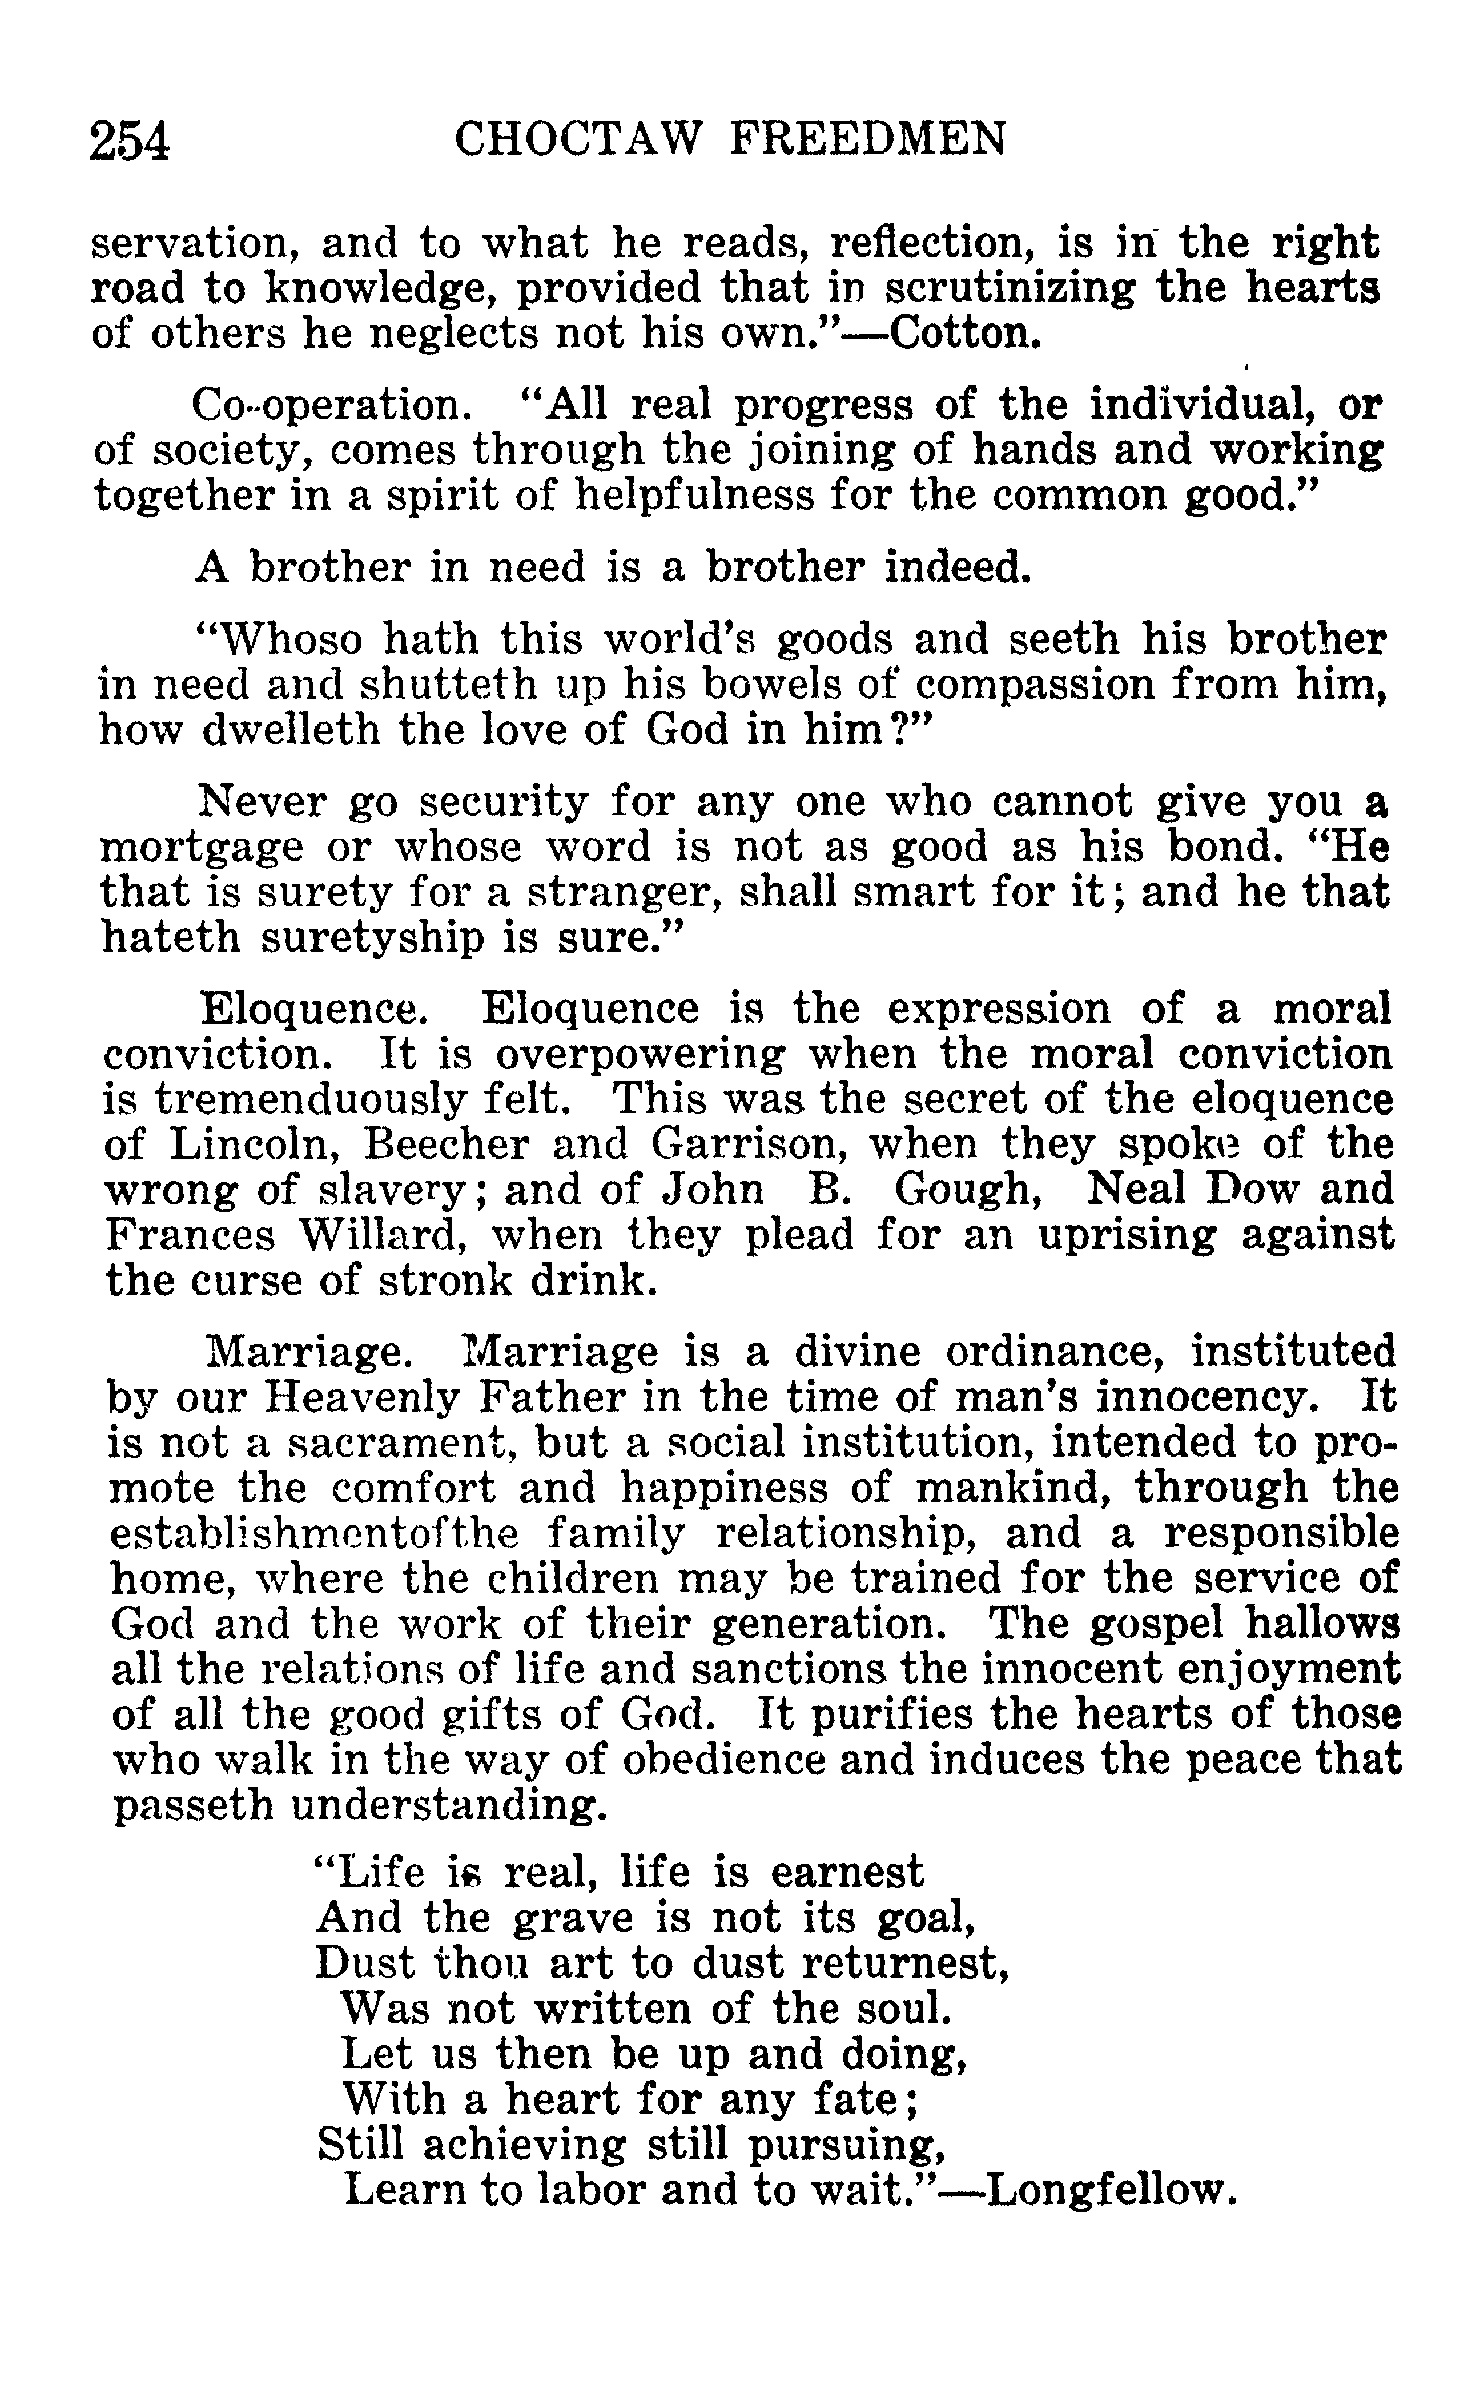 254 CHOCTAW FREEDMEN
servation, and to what he reads, reflection, is in the right
road to knowledge, provided that in scrutinizing the hearts
of others he neglects not his own."—Cotton.
Co-operation. "All real progress of the individual, or
of society, comes through the joining of hands and working
together in a spirit of helpfulness for the common good."
A brother in need is a brother indeed.
"Whoso hath this world's goods and seeth his brother
in need and shutteth up his bowels of compassion from him,
how dwelleth the love of God in him?"
Never go security for any one who cannot give you a
mortgage or whose word is not as good as his bond. "He
that is surety for a stranger, shall smart for it; and he that
hateth suretyship is sure."
Eloquence. Eloquence is the expression of a moral
conviction. It is overpowering when the moral conviction
is tremenduously felt. This was the secret of the eloquence
of Lincoln, Beecher and Garrison, when they spoke of the
wrong of slavery; and of John B. Gough, Neal Dow and
Frances Willard, when they plead for an uprising against
the curse of stronk drink.
Marriage. Marriage is a divine ordinance, instituted
by our Heavenly Father in the time of man's innocency. It
is not a sacrament, but a social institution, intended to pro-
mote the comfort and happiness of mankind, through the
establishmentofthe family relationship, and a responsible
home, where the children may be trained for the service of
God and the work of their generation. The gospel hallows
all the relations of life and sanctions the innocent enjoyment
of all the good gifts of God. It purifies the hearts of those
who walk in the way of obedience and induces the peace that
passeth understanding.
"Life is real, life is earnest
And the grave is not its goal,
Dust thou art to dust returnest,
Was not written of the soul.
Let us then be up and doing,
With a heart for any fate;
Still achieving still pursuing,
Learn to labor and to wait."—Longfellow.